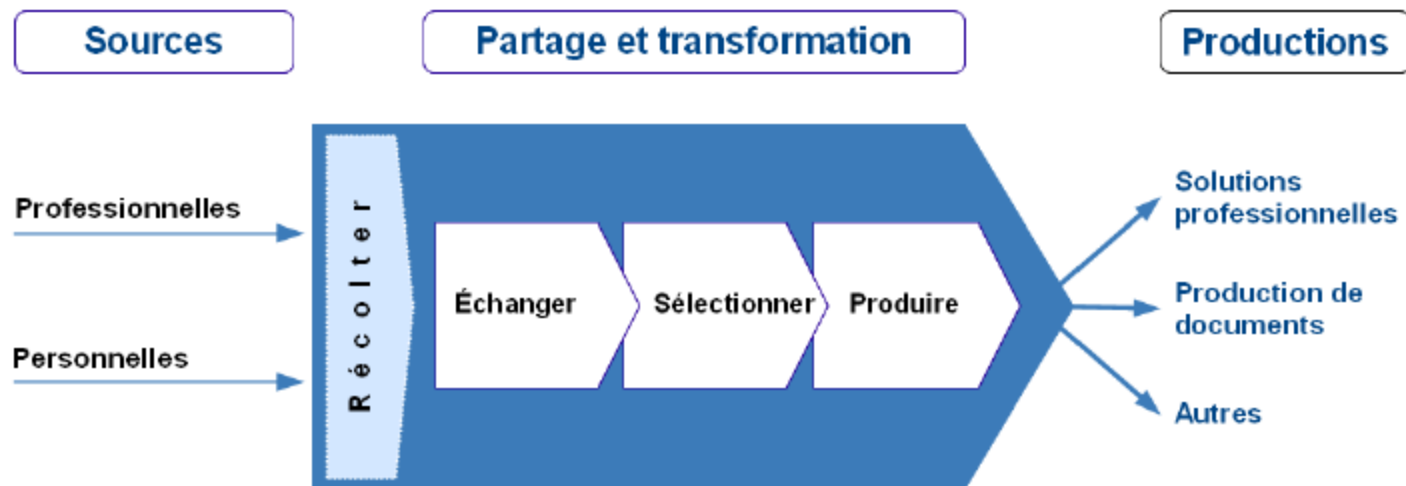 Sources
Partage et transformation
Productions
Professionnelles
Personnelles
Récolter
Échanger
Sélectionner
Produire
Solutions
professionnelles
Production de
documents
Autres